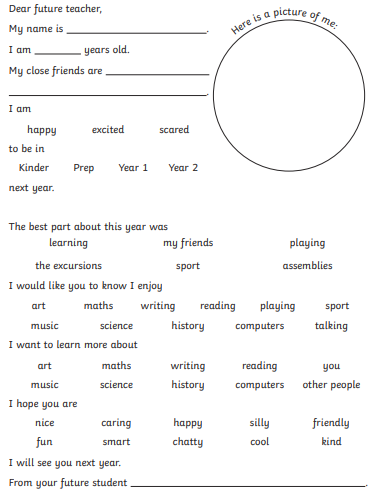 Dear future teacher,
Here is a picture of me:
My name is ____________________.
I am ________ years old.
My close friends are ____________________
____________________.
I am
happy excited scared
to be in
Kinder Prep Year 1 Year 2
next year.
The best part about this year was
learning my friends playing
the excursions sport assemblies
I would like you to know I enjoy
art maths writing reading playing sport
music science history computers talking
I want to learn more about
art maths writing reading you
music science history computers other people
I hope you are
nice caring happy silly friendly
fun smart chatty cool kind
I will see you next year.
From your future student ____________________.